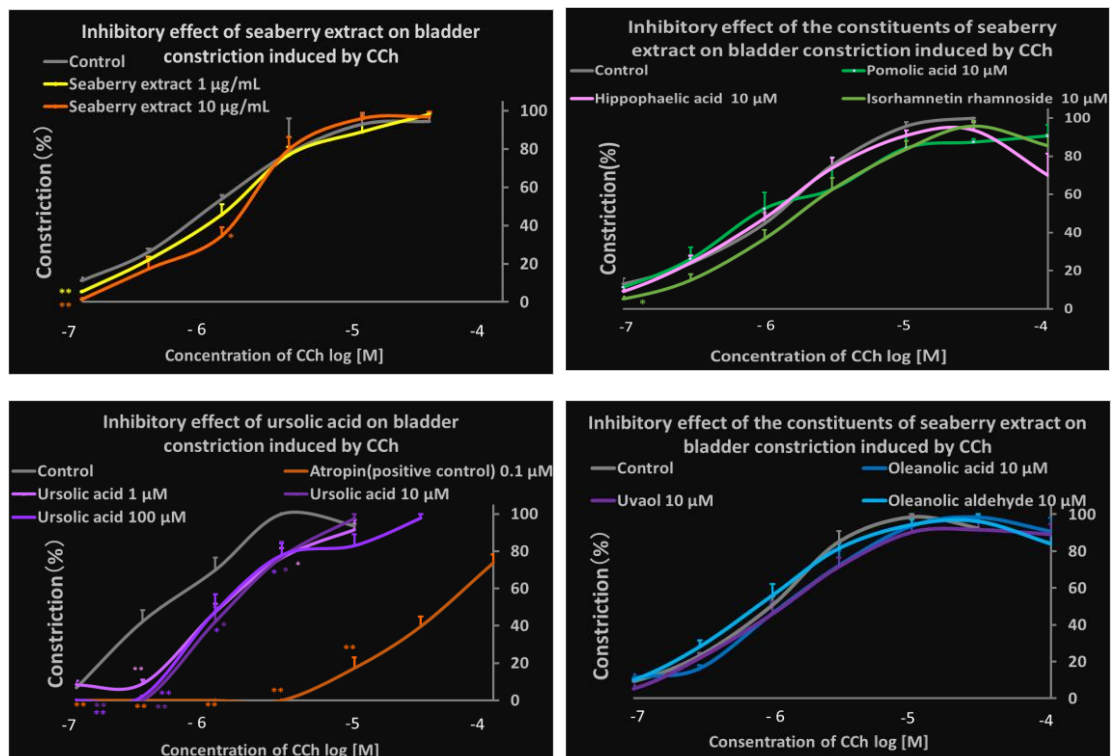 Inhibitory effect of seaberry extract on bladder
constriction induced by CCh
Control
Seaberry extract 1 µg/mL
Seaberry extract 10 µg/mL
100
80
60
40
20
0
Constriction (%)
**
**
*
-7
- 6
-5
-4
Concentration of CCh log [M]
Inhibitory effect of the constituents of seaberry
extract on bladder constriction induced by CCh
Control
Pomolic acid 10 µM
Hippophaelic acid 10 µM
Isorhamnetin rhamnoside 10 µM
100
80
60
40
20
0
Constriction(%)
*
-7
- 6
-5
-4
Concentration of CCh log [M]
Inhibitory effect of ursolic acid on bladder
constriction induced by CCh
Control
Atropin(positive control) 0.1 µM
Ursolic acid 1 µM
Ursolic acid 10 µM
Ursolic acid 100 µM
100
80
60
40
20
0
Constriction (%)
* * *
* *
**
**
**
**
**
**
**
**
**
**
-7
- 6
-5
-4
Concentration of CCh log [M]
Inhibitory effect of the constituents of seaberry extract on
bladder constriction induced by CCh
Control
Oleanolic acid 10 µM
Uvaol 10 µM
Oleanolic aldehyde 10 µM
100
80
60
40
20
0
Constriction (%)
-7
- 6
-5
-4
Consentration of CCh log [M]